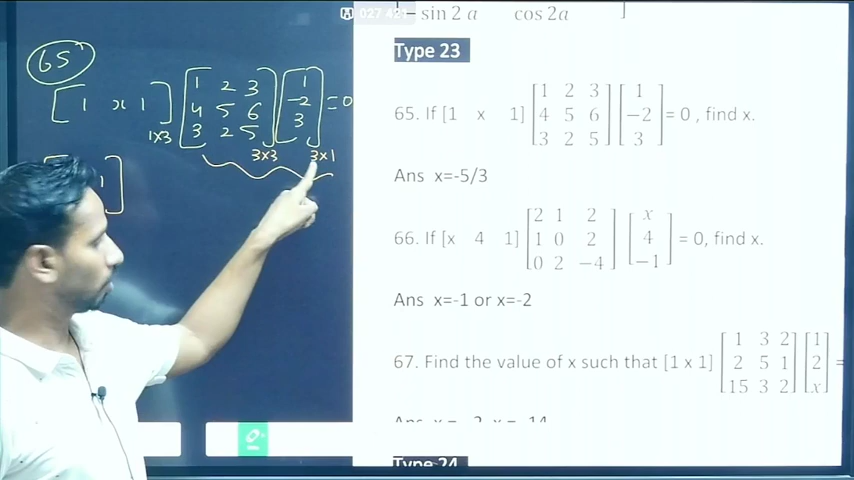 027 421
− sin 2 a cos 2a ]
Type 23
65. If [1 x 1] [1 2 3 4 5 6 3 2 5] [1 −2 3] = 0 , find x.
Ans x=-5/3
66. If [x 4 1] [2 1 2 1 0 2 0 2 −4] [x 4 −1] = 0, find x.
Ans x=-1 or x=-2
67. Find the value of x such that [1 x 1] [1 3 2 2 5 1 15 3 2] [1 2 x] =
Type 24
65
[1 x 1] [1 2 3 4 5 6 3 2 5] [1 −2 3] = 0
1×3 3×3 3×1